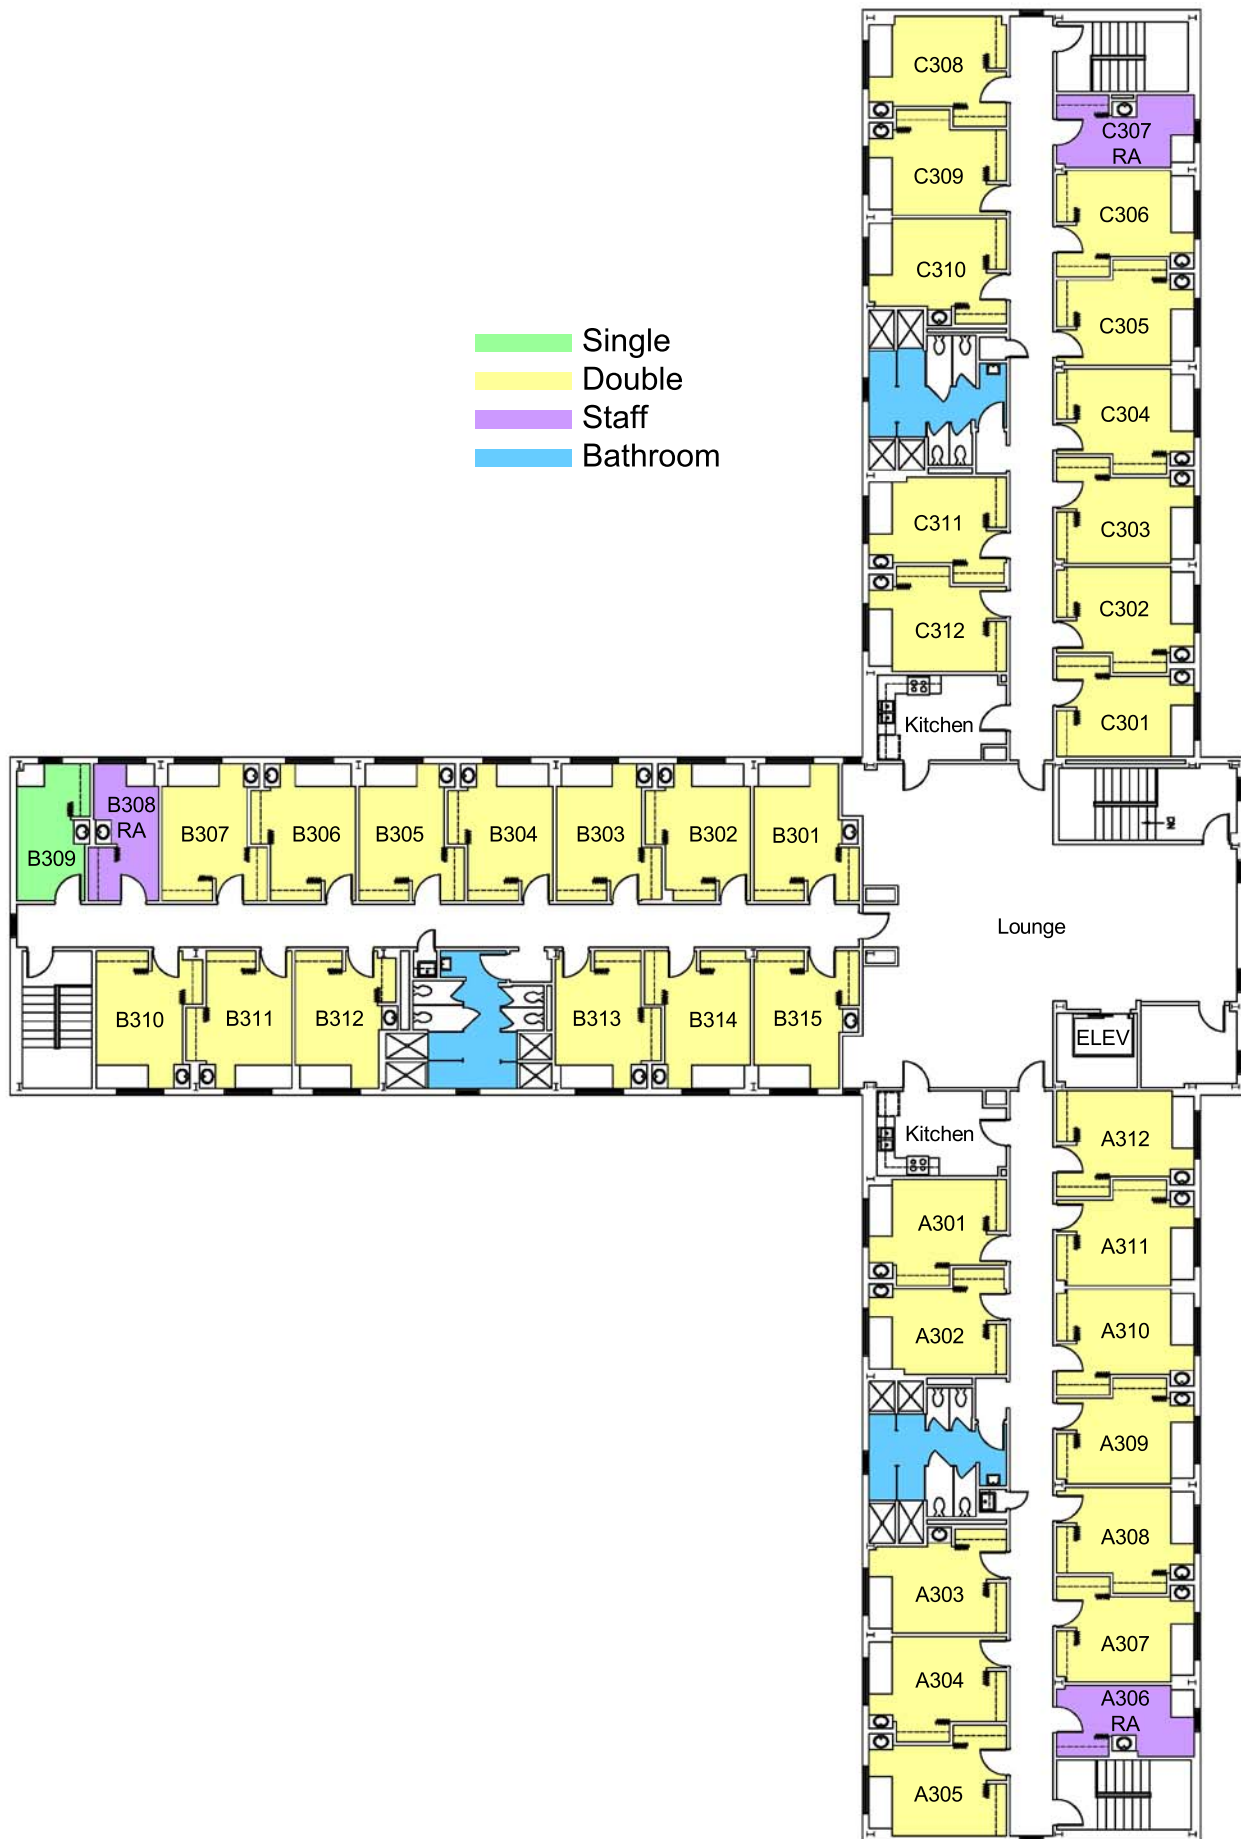 C308
C307
RA
C309
C306
C310
C305
Single
Double
Staff
Bathroom
C304
C311
C303
C312
C302
Kitchen
C301
B309
B308
RA
B307
B306
B305
B304
B303
B302
B301
DN
Lounge
B310
B311
B312
B313
B314
B315
ELEV
Kitchen
A312
A301
A311
A302
A310
A309
A308
A303
A307
A304
A306
RA
A305